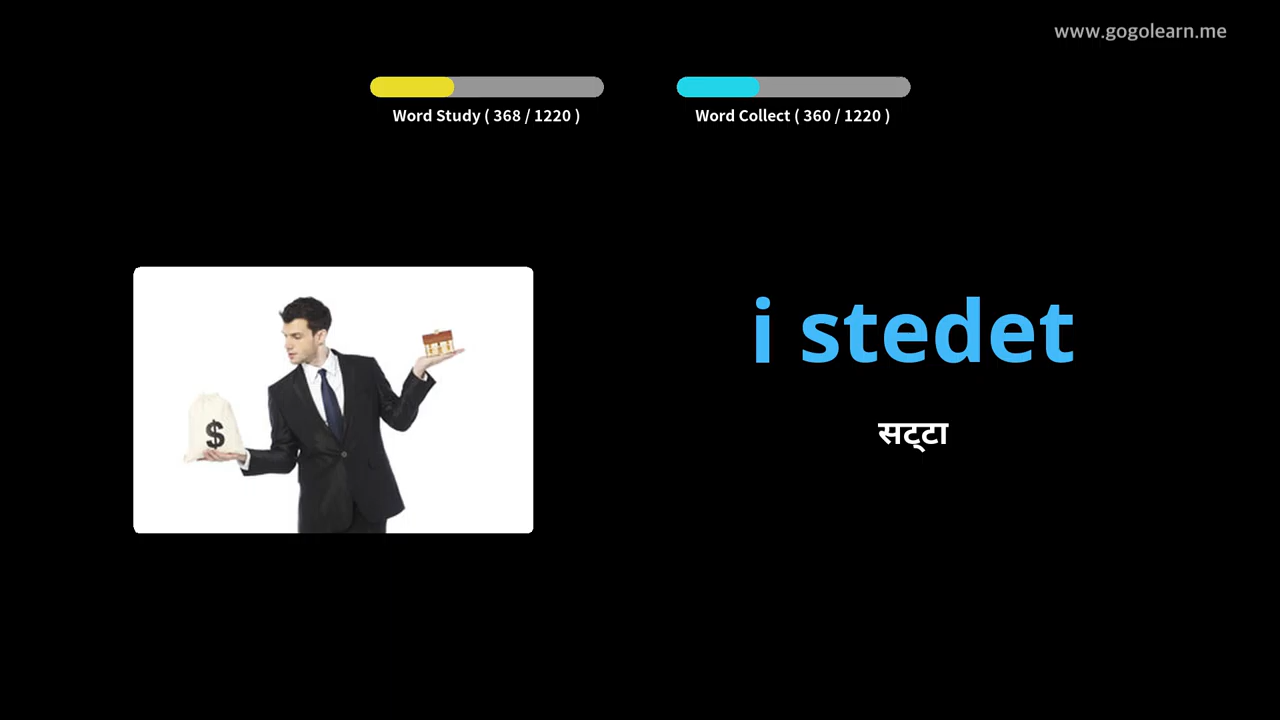 www.gogolearn.me
Word Study ( 368 / 1220 )
Word Collect ( 360 / 1220 )
i stedet
$
सट्टा